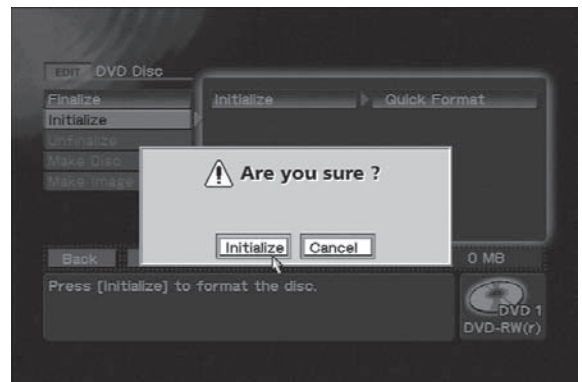 EDIT DVD Disc
Finalize
Initialize
Unfinalize
Make Disc
Make Image
Initialize Quick Format
Are you sure ?
Initialize Cancel
Back
0 MB
Press [Initialize] to format the disc.
DVD 1
DVD-RW(r)